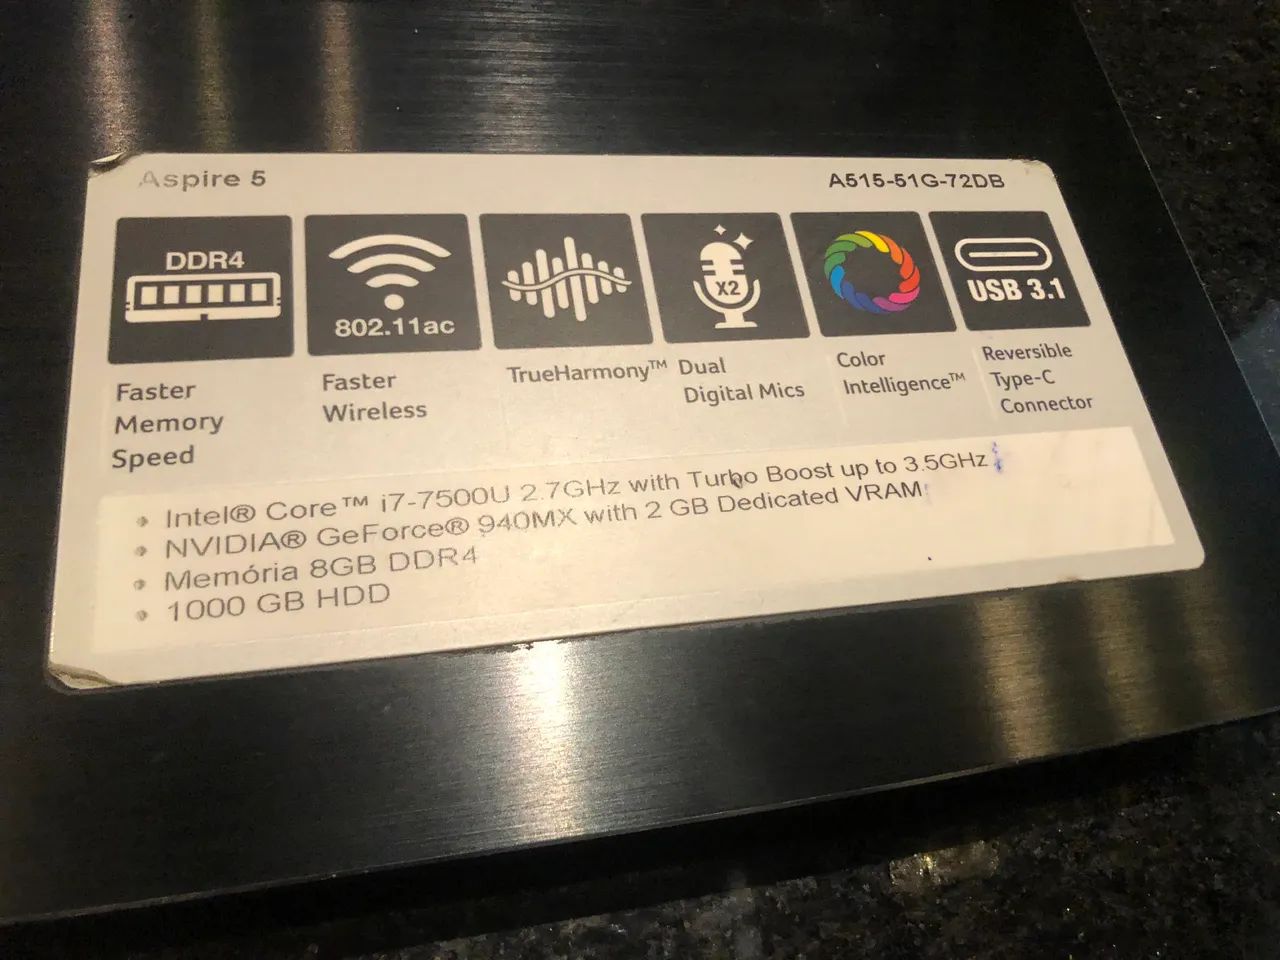 Aspire 5
A515-51G-72DB
DDR4
802.11ac
X2
USB 3.1
Faster
Memory
Speed
Faster
Wireless
TrueHarmony™
Dual
Digital Mics
Color
Intelligence™
Reversible
Type-C
Connector
• Intel® Core™ i7-7500U 2.7GHz with Turbo Boost up to 3.5GHz
• NVIDIA® GeForce® 940MX with 2 GB Dedicated VRAM
• Memória 8GB DDR4
• 1000 GB HDD